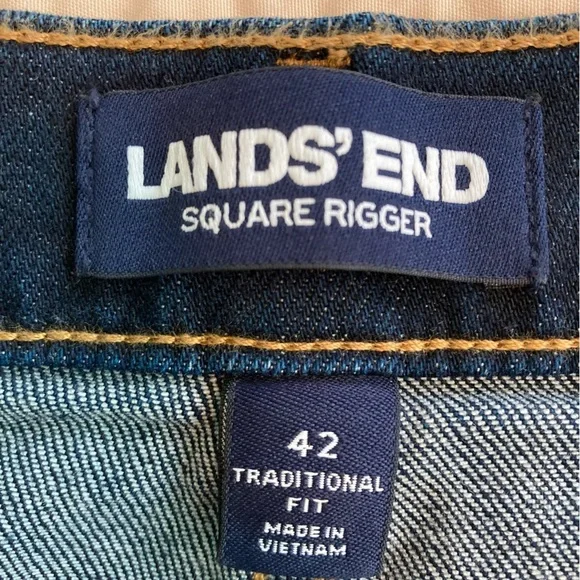 LANDS' END
SQUARE RIGGER
42
TRADITIONAL
FIT
MADE IN
VIETNAM